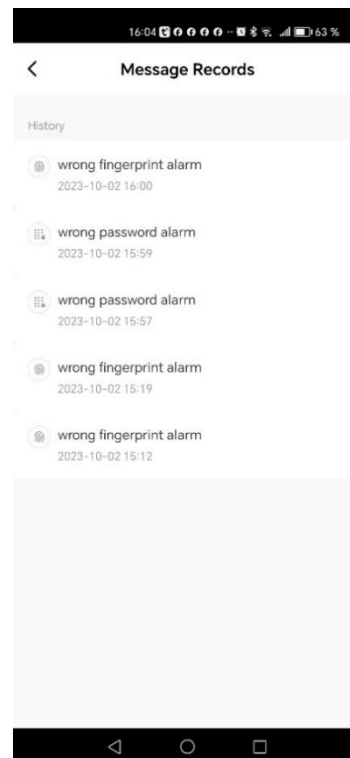 16:04 63 %
Message Records
History
wrong fingerprint alarm
2023-10-02 16:00
wrong password alarm
2023-10-02 15:59
wrong password alarm
2023-10-02 15:57
wrong fingerprint alarm
2023-10-02 15:19
wrong fingerprint alarm
2023-10-02 15:12